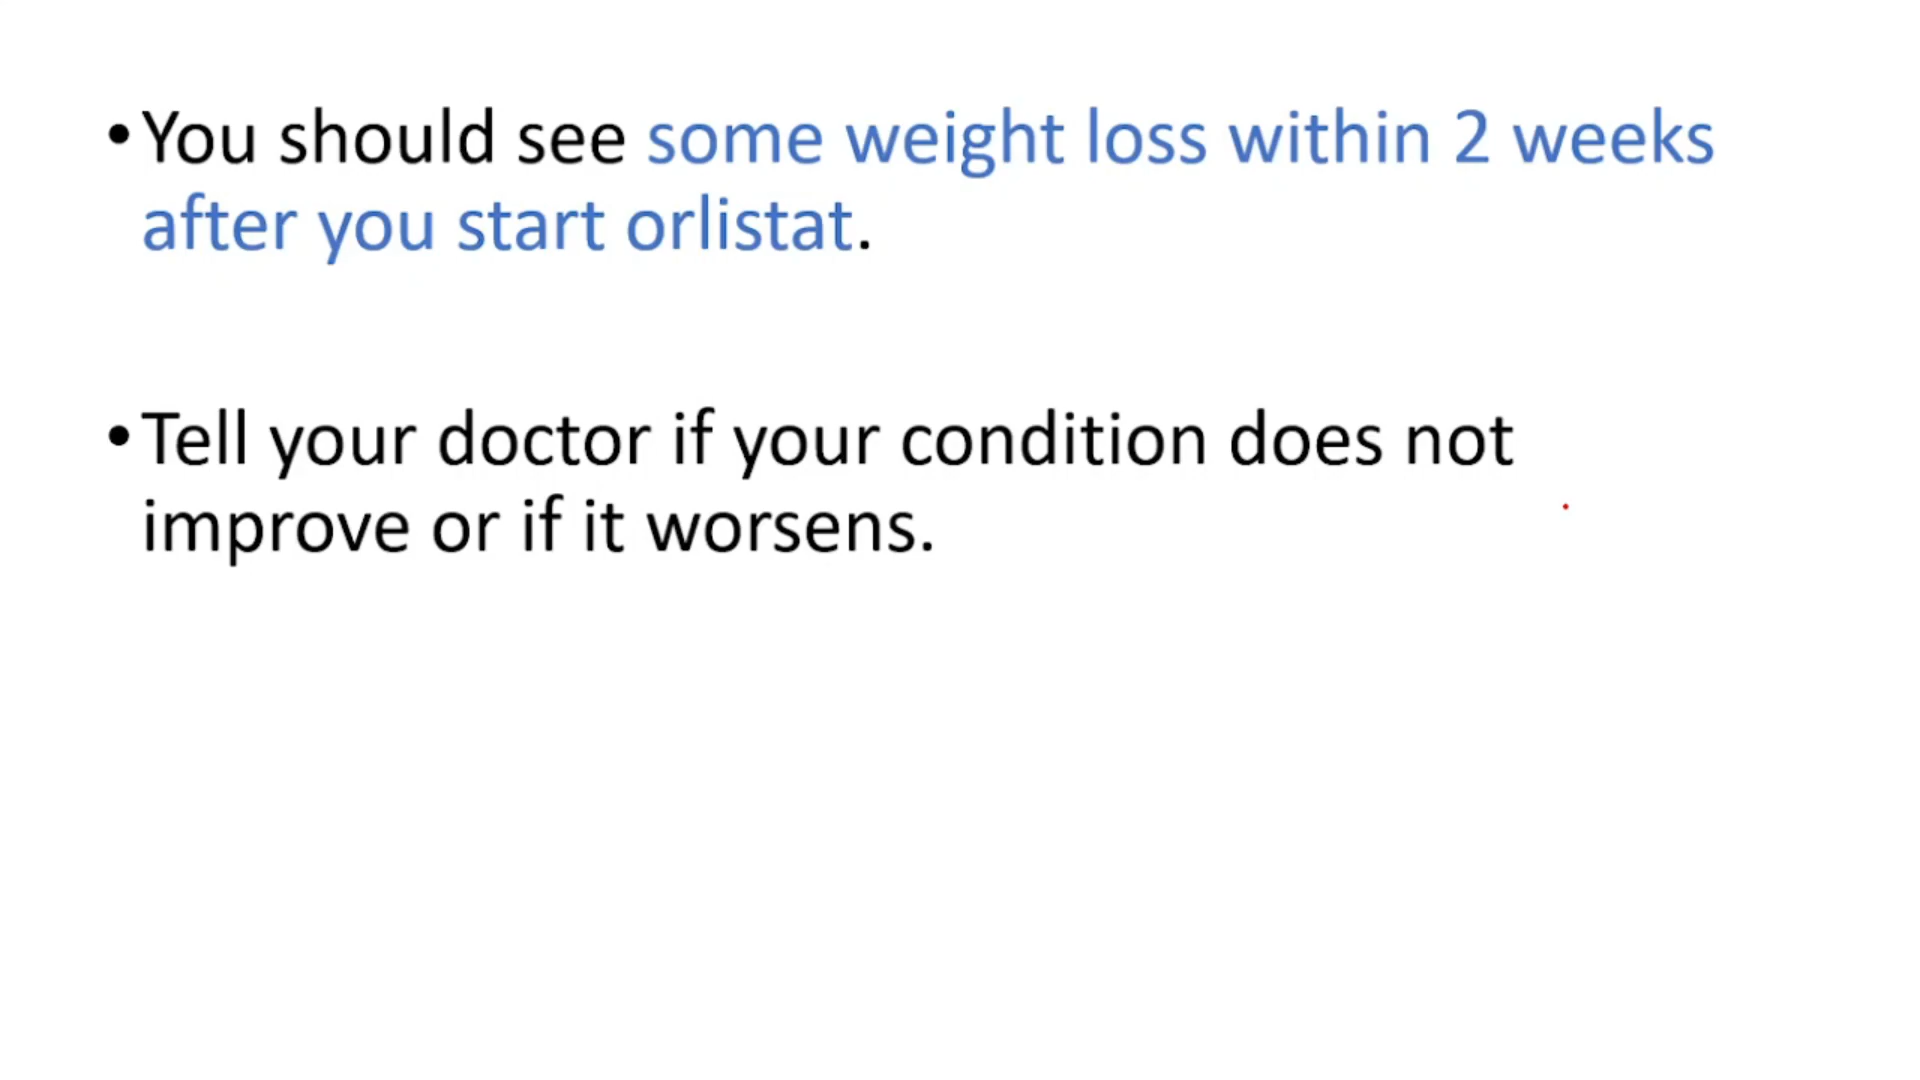 •You should see some weight loss within 2 weeks
after you start orlistat.
•Tell your doctor if your condition does not
improve or if it worsens.